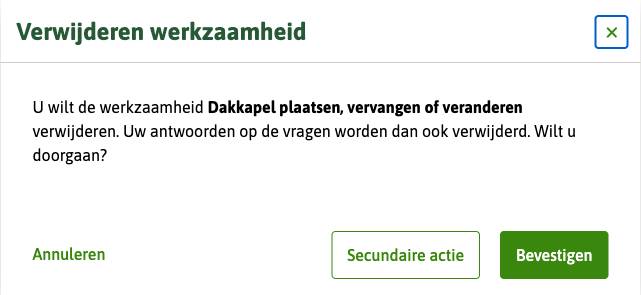 Verwijderen werkzaamheid
U wilt de werkzaamheid Dakkapel plaatsen, vervangen of veranderen
verwijderen. Uw antwoorden op de vragen worden dan ook verwijderd. Wilt u
doorgaan?
Annuleren
Secundaire actie
Bevestigen